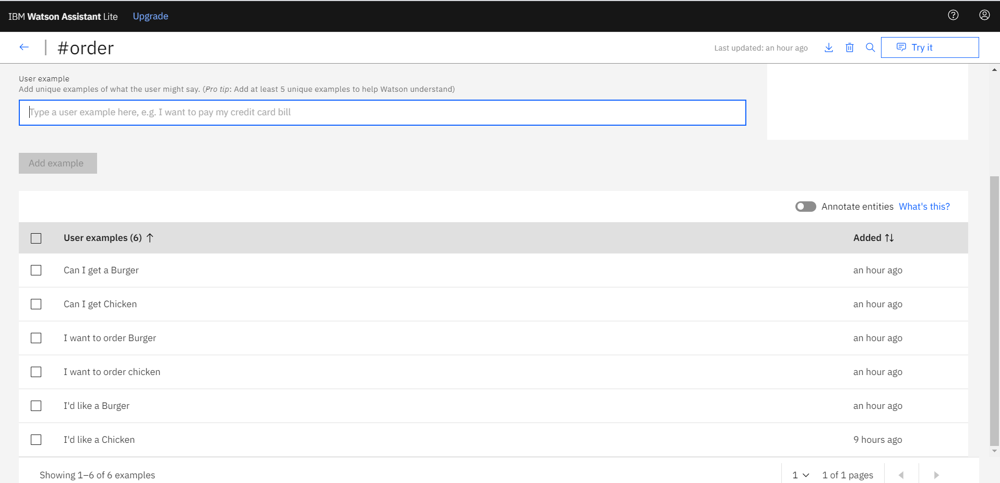 IBM Watson Assistant Lite Upgrade
#order
Last updated: an hour ago
Try it
User example
Add unique examples of what the user might say. (Pro tip: Add at least 5 unique examples to help Watson understand)
Type a user example here, e.g. I want to pay my credit card bill
Add example
Annotate entities What's this?
User examples (6) Added
Can I get a Burger an hour ago
Can I get Chicken an hour ago
I want to order Burger an hour ago
I want to order chicken an hour ago
I'd like a Burger an hour ago
I'd like a Chicken 9 hours ago
Showing 1–6 of 6 examples 1 1 of 1 pages